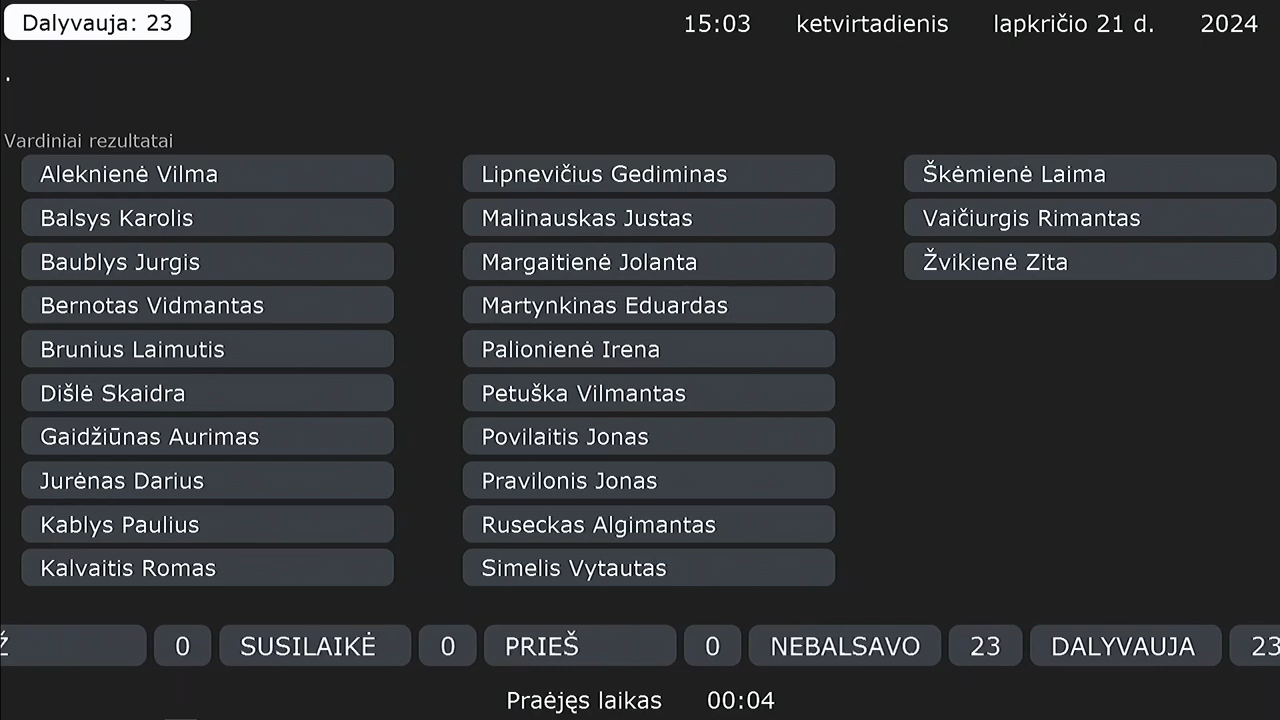 Dalyvauja: 23 15:03 ketvirtadienis lapkričio 21 d. 2024
.
Vardiniai rezultatai
Aleknienė Vilma
Balsys Karolis
Baublys Jurgis
Bernotas Vidmantas
Brunius Laimutis
Dišlė Skaidra
Gaidžiūnas Aurimas
Jurėnas Darius
Kablys Paulius
Kalvaitis Romas
Lipnevičius Gediminas
Malinauskas Justas
Margaitienė Jolanta
Martynkinas Eduardas
Palionienė Irena
Petuška Vilmantas
Povilaitis Jonas
Pravilonis Jonas
Ruseckas Algimantas
Simelis Vytautas
Škėmienė Laima
Vaičiurgis Rimantas
Žvikienė Zita
Ž 0 SUSILAIKĖ 0 PRIEŠ 0 NEBALSAVO 23 DALYVAUJA 23
Praėjęs laikas 00:04